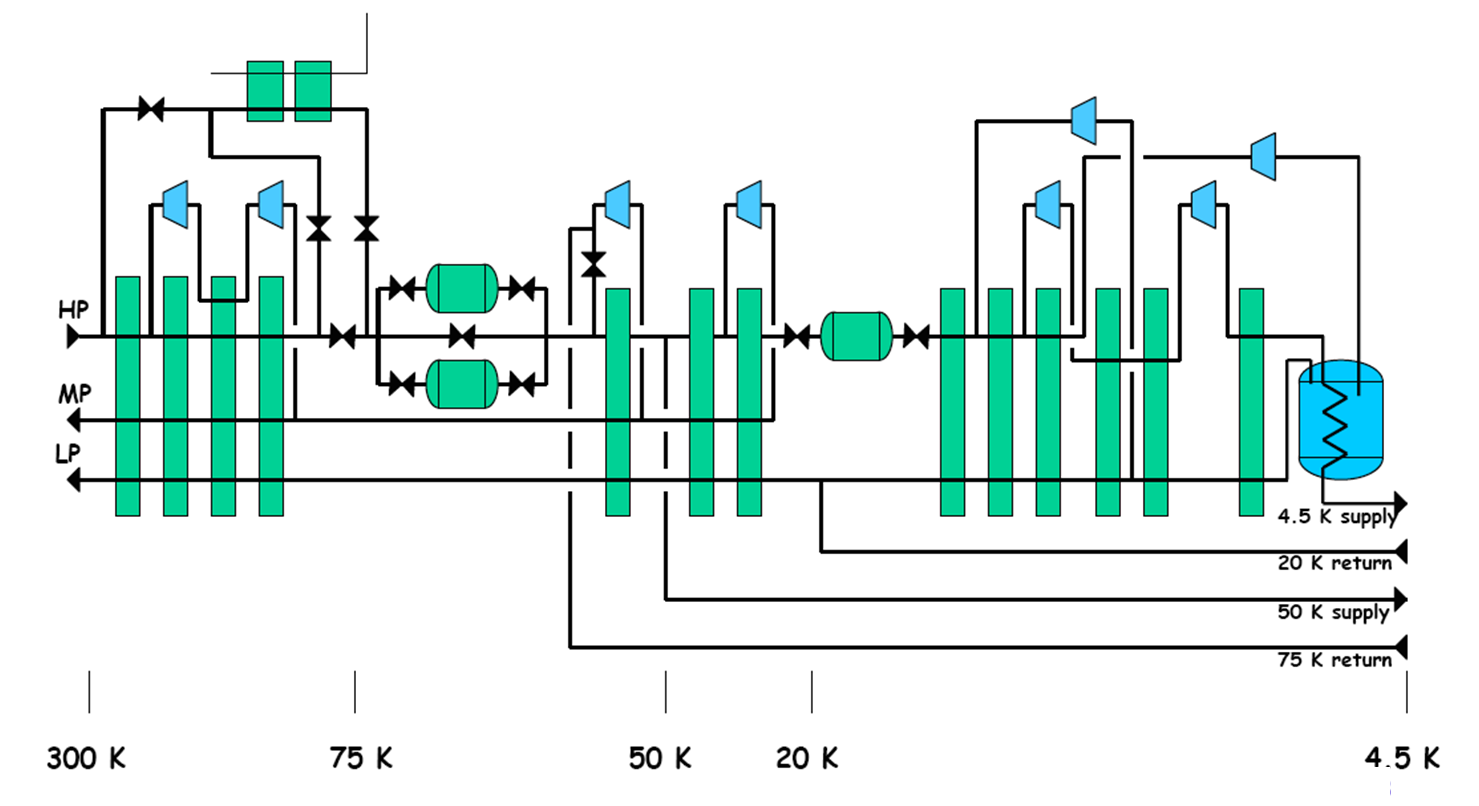 HP
MP
LP
4.5 K supply
20 K return
50 K supply
75 K return
300 K
75 K
50 K
20 K
4.5 K